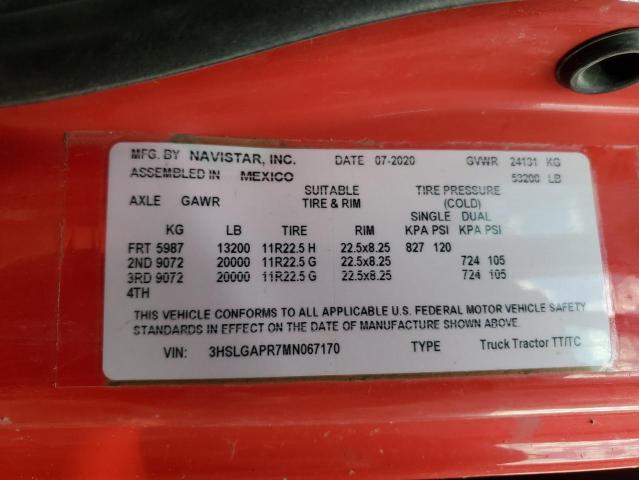 MFG. BY NAVISTAR, INC. DATE 07-2020 GVWR 24131 KG
ASSEMBLED IN MEXICO 53200 LB
SUITABLE TIRE PRESSURE
AXLE GAWR TIRE & RIM (COLD)
SINGLE DUAL
KG LB TIRE RIM KPA PSI KPA PSI
FRT 5987 13200 11R22.5 H 22.5x8.25 827 120
2ND 9072 20000 11R22.5 G 22.5x8.25 724 105
3RD 9072 20000 11R22.5 G 22.5x8.25 724 105
4TH
THIS VEHICLE CONFORMS TO ALL APPLICABLE U.S. FEDERAL MOTOR VEHICLE SAFETY
STANDARDS IN EFFECT ON THE DATE OF MANUFACTURE SHOWN ABOVE.
VIN: 3HSLGAPR7MN067170 TYPE Truck Tractor TT/TC